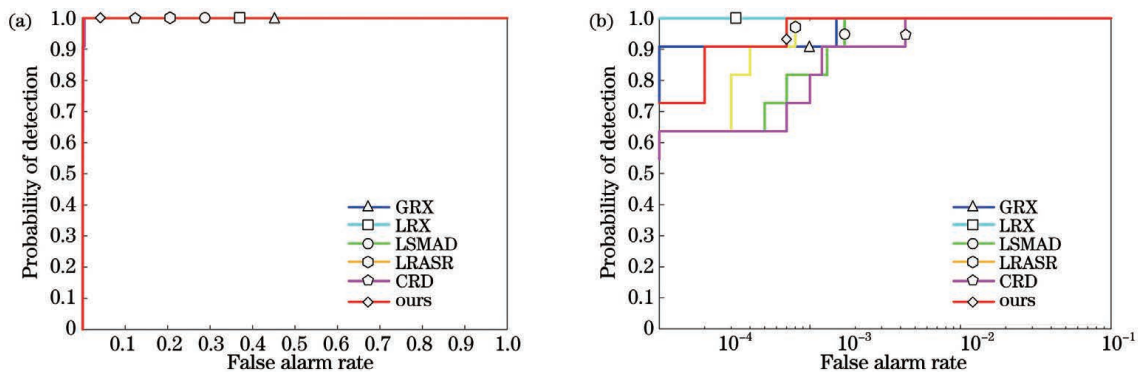 (a)
1.0
0.9
0.8
0.7
0.6
0.5
0.4
0.3
0.2
0.1
0
Probability of detection
GRX
LRX
LSMAD
LRASR
CRD
ours
0.1 0.2 0.3 0.4 0.5 0.6 0.7 0.8 0.9 1.0
False alarm rate
(b)
1.0
0.9
0.8
0.7
0.6
0.5
0.4
0.3
0.2
0.1
0
Probability of detection
GRX
LRX
LSMAD
LRASR
CRD
ours
10⁻⁴ 10⁻³ 10⁻² 10⁻¹
False alarm rate